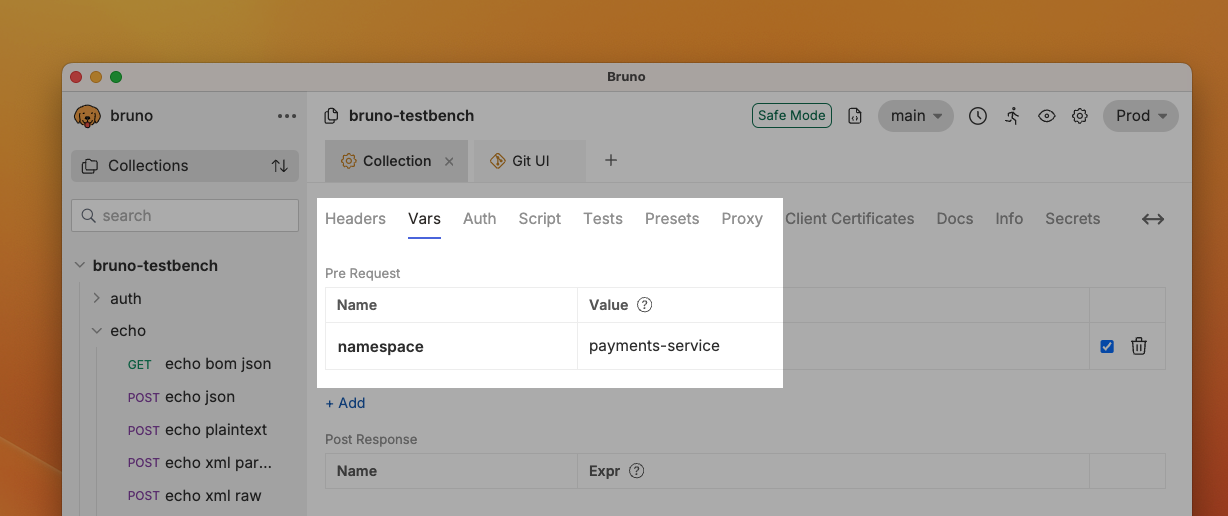 Bruno
bruno
bruno-testbench
Safe Mode
main
Prod
Collections
Collection
Git UI
search
Headers Vars Auth Script Tests Presets Proxy Client Certificates Docs Info Secrets
bruno-testbench
auth
echo
GET echo bom json
POST echo json
POST echo plaintext
POST echo xml par...
POST echo xml raw
Pre Request
Name Value ?
namespace payments-service
+ Add
Post Response
Name Expr ?